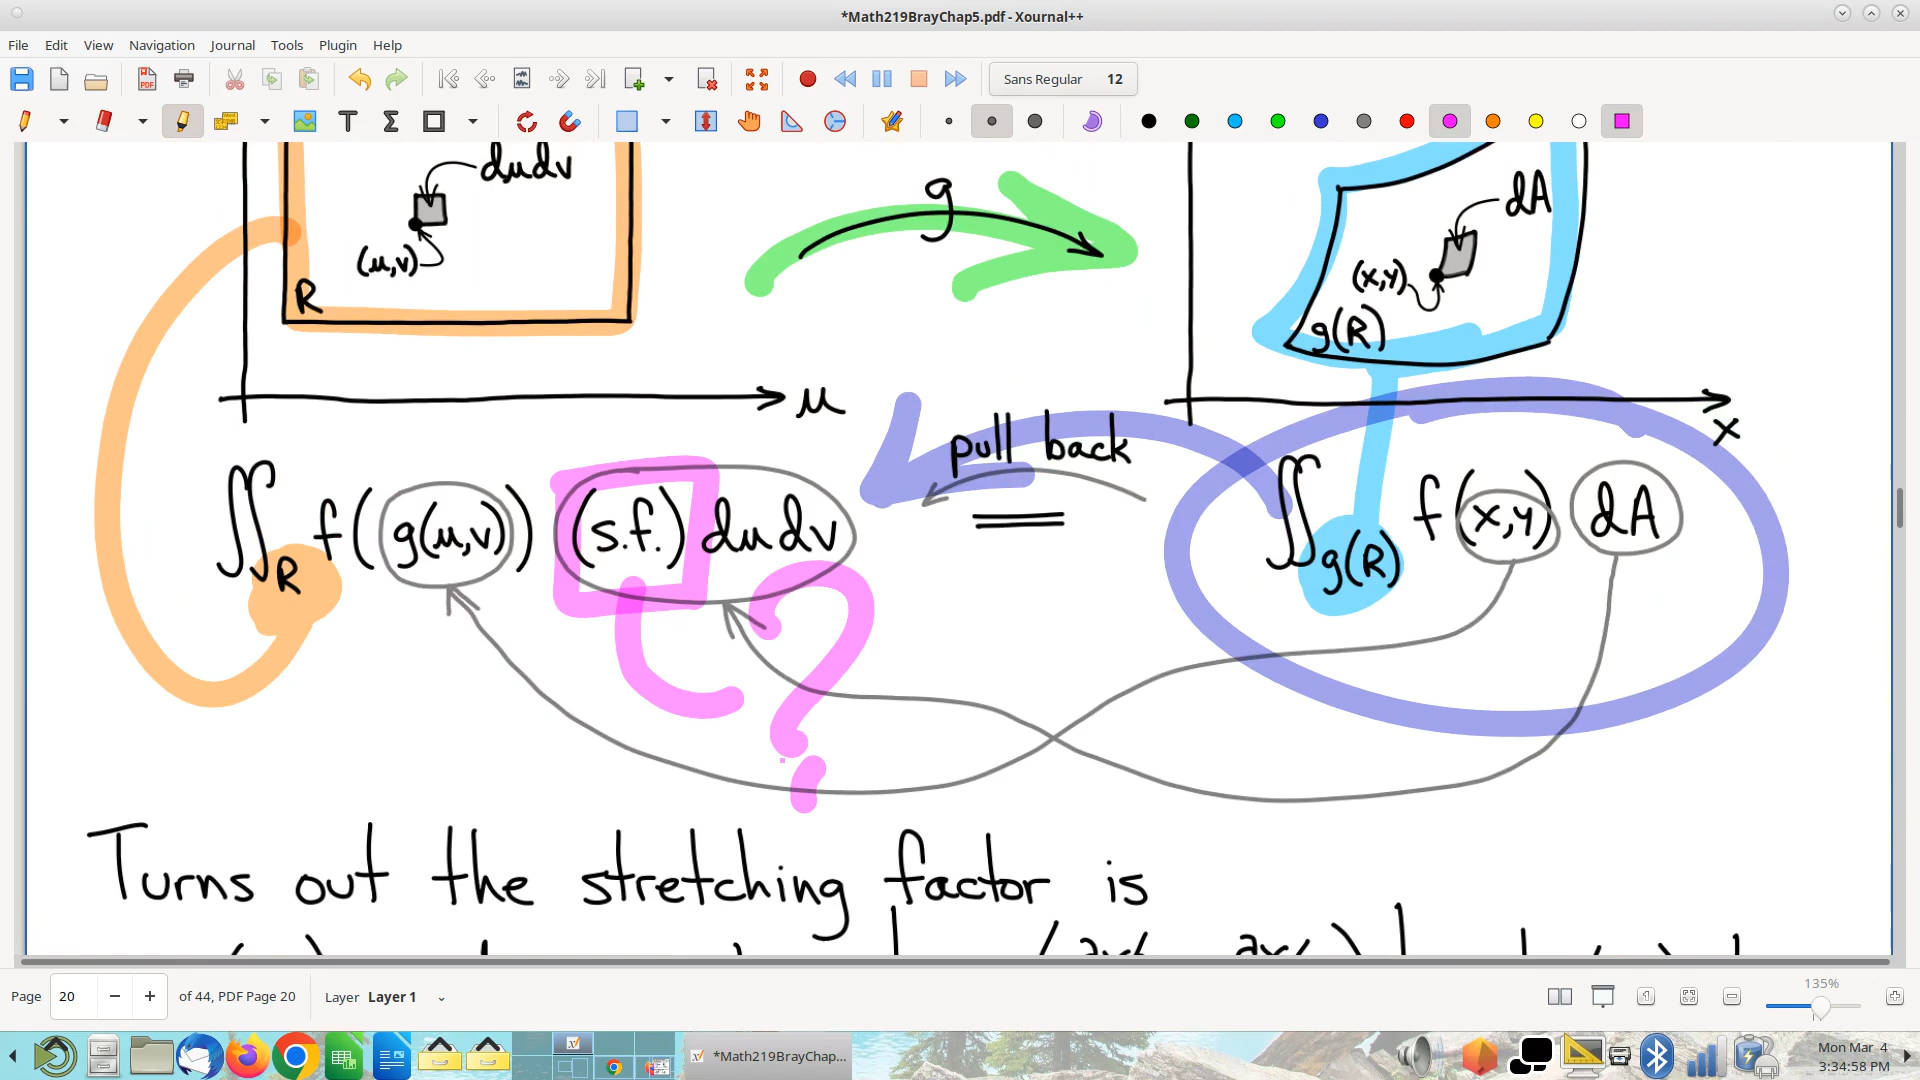 *Math219BrayChap5.pdf - Xournal++
File Edit View Navigation Journal Tools Plugin Help
Sans Regular 12
dudv
g
dA
(u,v)
(x,y)
R
g(R)
u
x
pull back
∬_R f(g(u,v)) (s.f.) dudv = ∬_g(R) f(x,y) dA
?
Turns out the stretching factor is
135%
Page 20 of 44, PDF Page 20 Layer Layer 1
*Math219BrayChap...
Mon Mar 4
3:34:58 PM